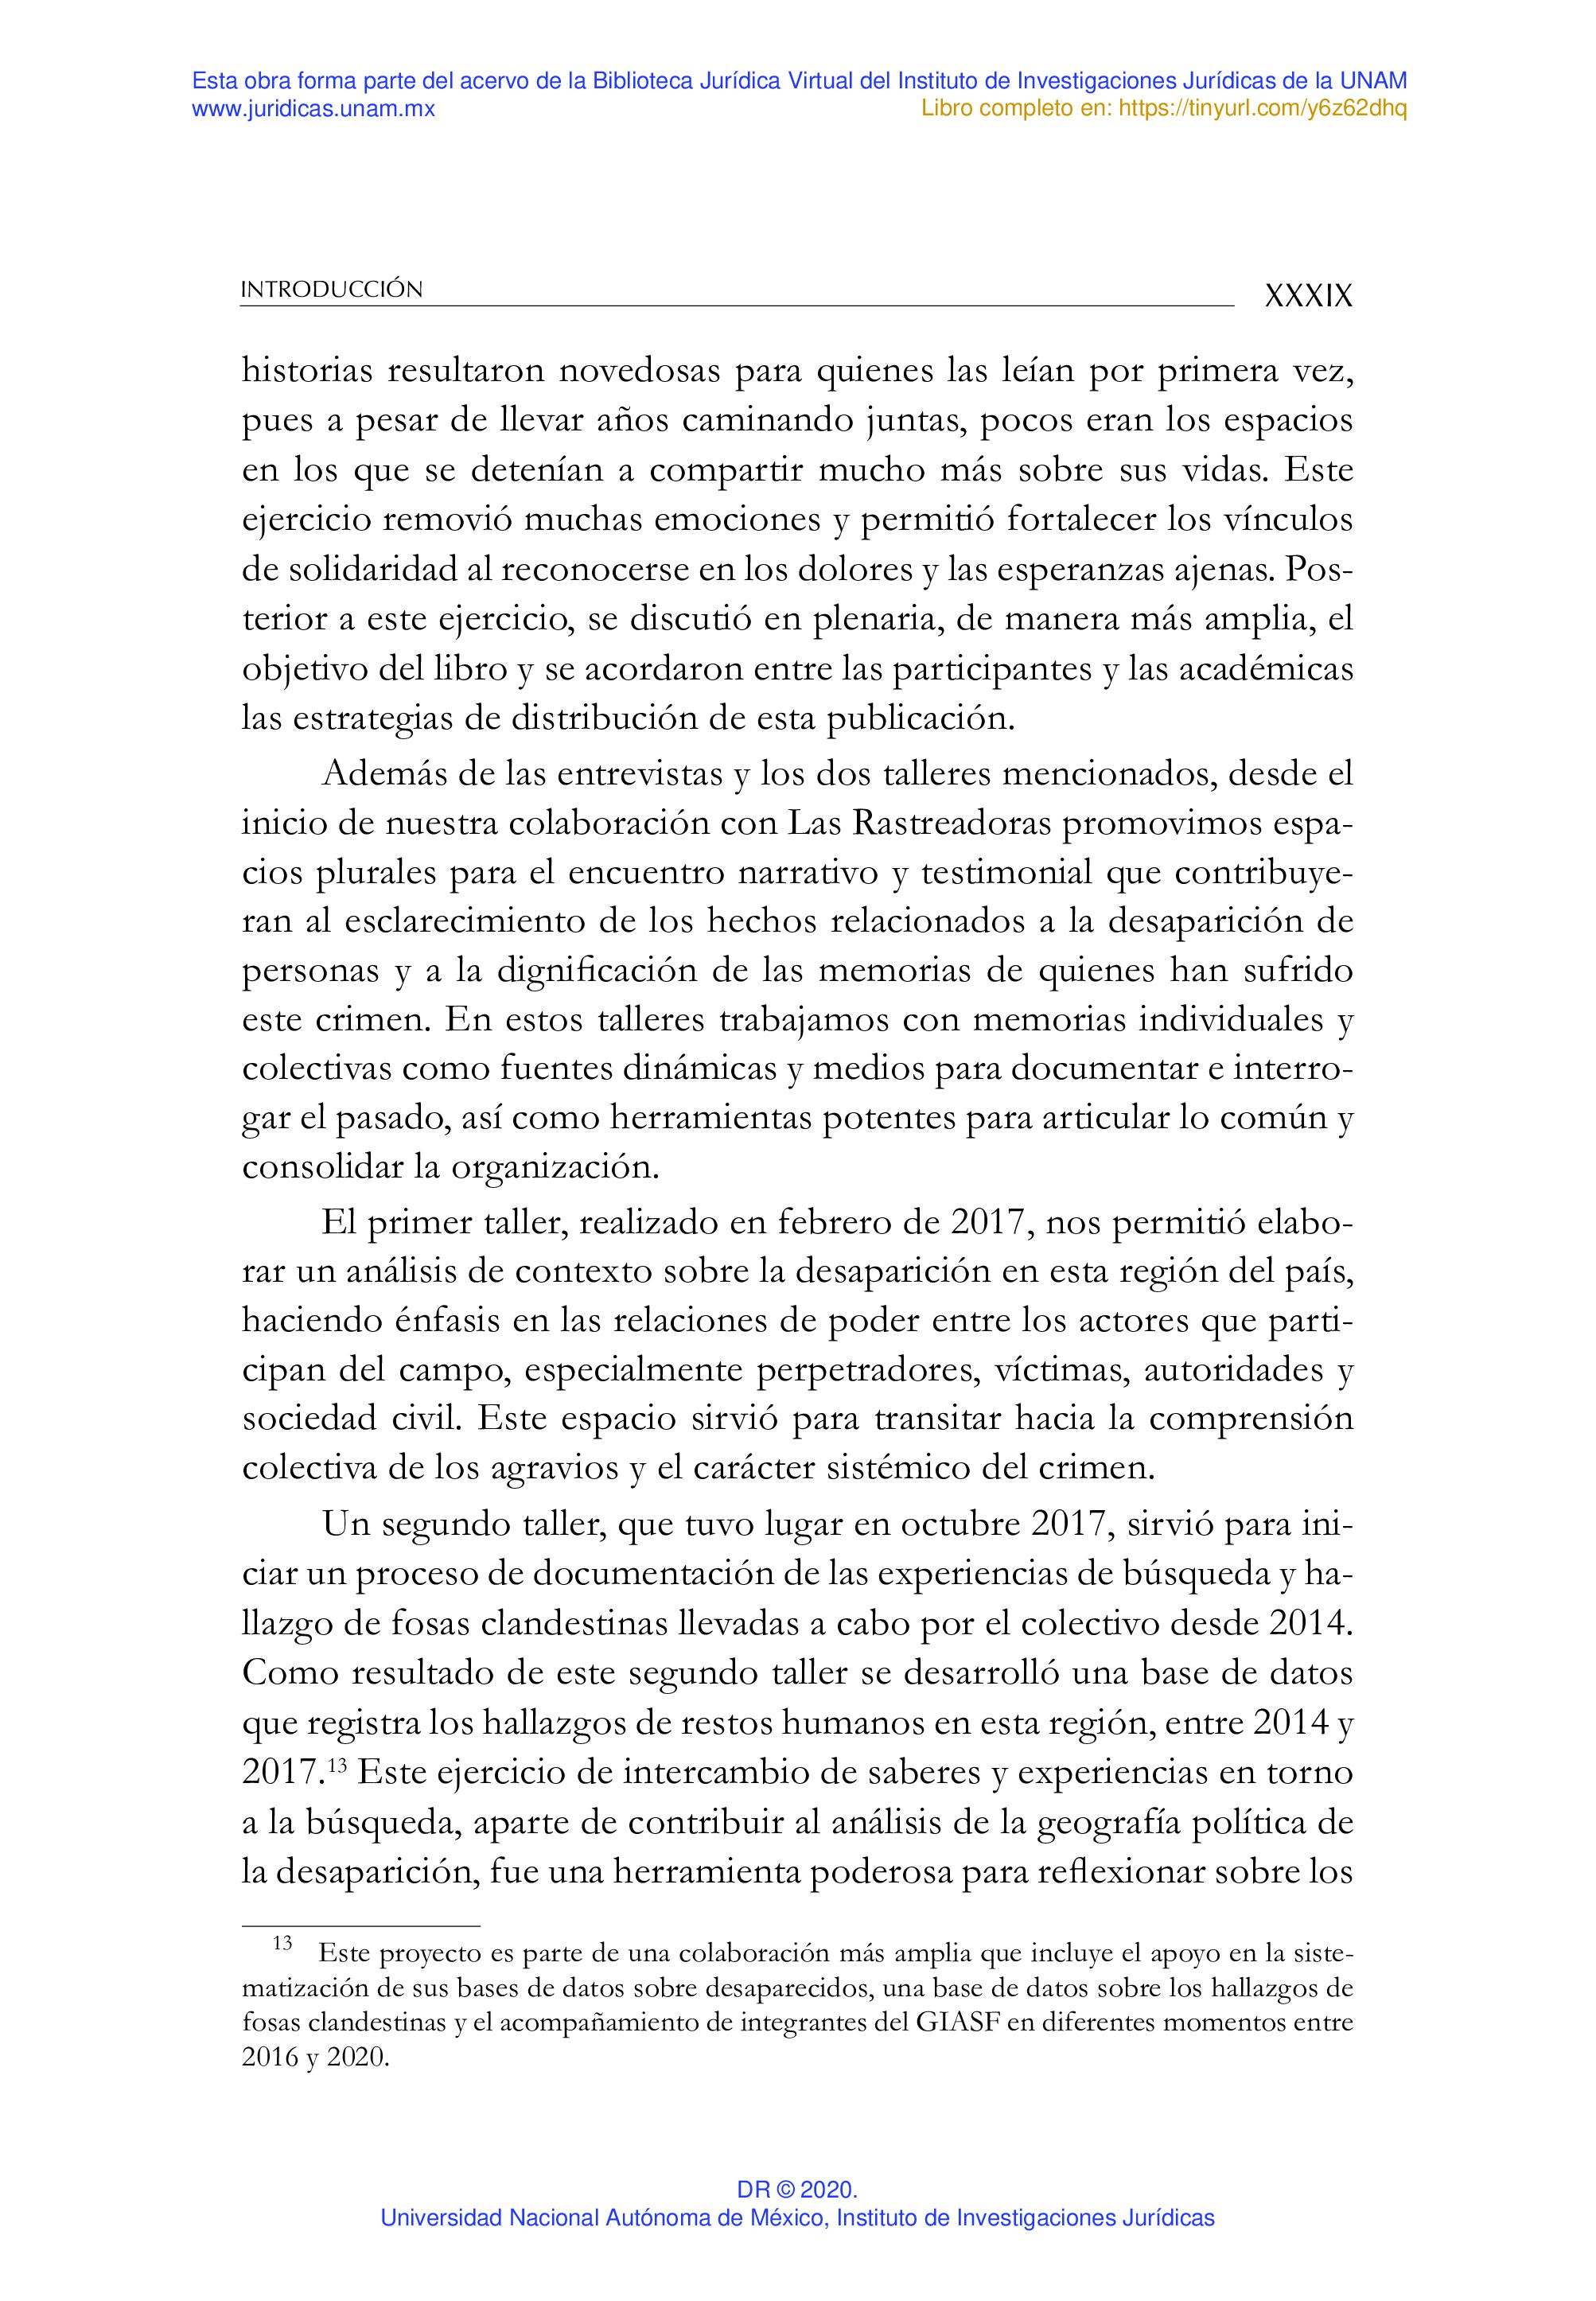 Esta obra forma parte del acervo de la Biblioteca Jurídica Virtual del Instituto de Investigaciones Jurídicas de la UNAM
www.juridicas.unam.mx
Libro completo en: https://tinyurl.com/y6z62dhq
INTRODUCCIÓN
XXXIX
historias resultaron novedosas para quienes las leían por primera vez,
pues a pesar de llevar años caminando juntas, pocos eran los espacios
en los que se detenían a compartir mucho más sobre sus vidas. Este
ejercicio removió muchas emociones y permitió fortalecer los vínculos
de solidaridad al reconocerse en los dolores y las esperanzas ajenas. Pos-
terior a este ejercicio, se discutió en plenaria, de manera más amplia, el
objetivo del libro y se acordaron entre las participantes y las académicas
las estrategias de distribución de esta publicación.
Además de las entrevistas y los dos talleres mencionados, desde el
inicio de nuestra colaboración con Las Rastreadoras promovimos espa-
cios plurales para el encuentro narrativo y testimonial que contribuye-
ran al esclarecimiento de los hechos relacionados a la desaparición de
personas y a la dignificación de las memorias de quienes han sufrido
este crimen. En estos talleres trabajamos con memorias individuales y
colectivas como fuentes dinámicas y medios para documentar e interro-
gar el pasado, así como herramientas potentes para articular lo común y
consolidar la organización.
El primer taller, realizado en febrero de 2017, nos permitió elabo-
rar un análisis de contexto sobre la desaparición en esta región del país,
haciendo énfasis en las relaciones de poder entre los actores que parti-
cipan del campo, especialmente perpetradores, víctimas, autoridades y
sociedad civil. Este espacio sirvió para transitar hacia la comprensión
colectiva de los agravios y el carácter sistémico del crimen.
Un segundo taller, que tuvo lugar en octubre 2017, sirvió para ini-
ciar un proceso de documentación de las experiencias de búsqueda y ha-
llazgo de fosas clandestinas llevadas a cabo por el colectivo desde 2014.
Como resultado de este segundo taller se desarrolló una base de datos
que registra los hallazgos de restos humanos en esta región, entre 2014 y
2017.13 Este ejercicio de intercambio de saberes y experiencias en torno
a la búsqueda, aparte de contribuir al análisis de la geografía política de
la desaparición, fue una herramienta poderosa para reflexionar sobre los
13 Este proyecto es parte de una colaboración más amplia que incluye el apoyo en la siste-
matización de sus bases de datos sobre desaparecidos, una base de datos sobre los hallazgos de
fosas clandestinas y el acompañamiento de integrantes del GIASF en diferentes momentos entre
2016 y 2020.
DR © 2020.
Universidad Nacional Autónoma de México, Instituto de Investigaciones Jurídicas